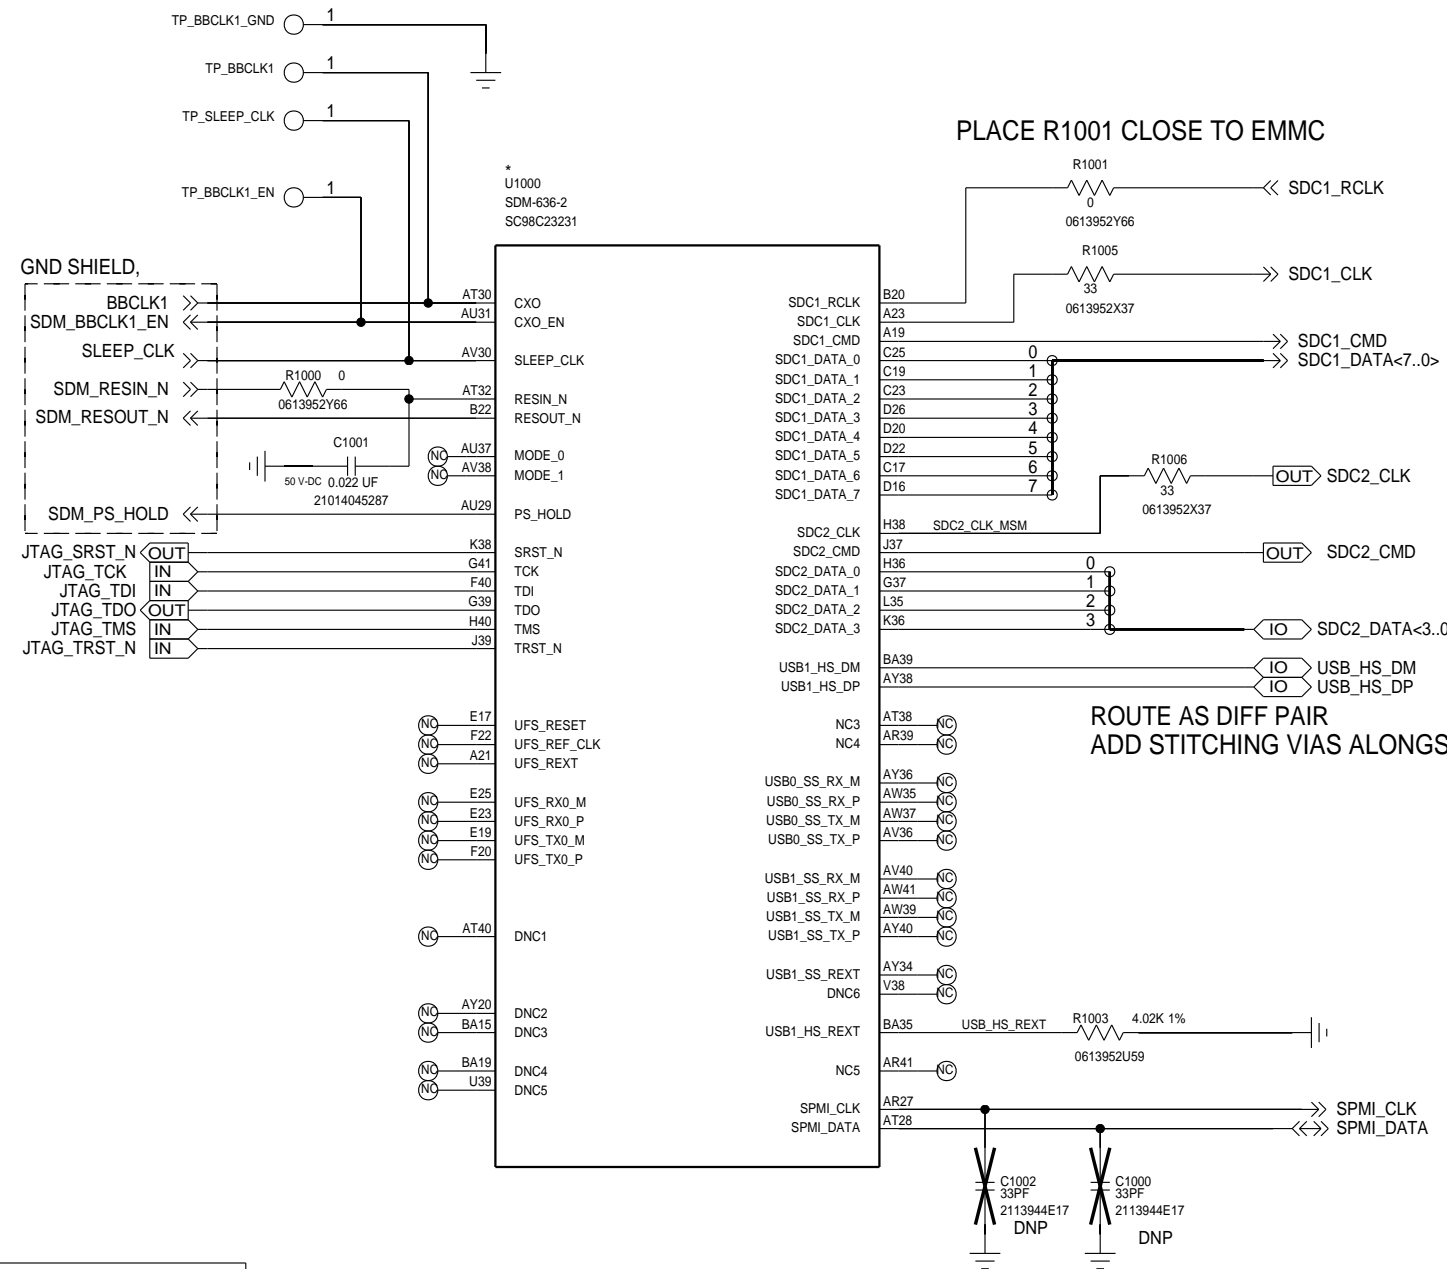 TP_BBCLK1_GND 1
TP_BBCLK1 1
TP_SLEEP_CLK 1
TP_BBCLK1_EN 1
PLACE R1001 CLOSE TO EMMC
*
U1000
SDM-636-2
SC98C23231
R1001
0
0613952Y66
SDC1_RCLK
R1005
33
0613952X37
SDC1_CLK
GND SHIELD,
BBCLK1 AT30 CXO
SDM_BBCLK1_EN AU31 CXO_EN
SLEEP_CLK AV30 SLEEP_CLK
SDM_RESIN_N R1000 0 AT32 RESIN_N
0613952Y66
SDM_RESOUT_N B22 RESOUT_N
C1001
50 V-DC 0.022 UF
21014045287
NC AU37 MODE_0
NC AV38 MODE_1
SDM_PS_HOLD AU29 PS_HOLD
JTAG_SRST_N OUT K38 SRST_N
JTAG_TCK IN G41 TCK
JTAG_TDI IN F40 TDI
JTAG_TDO OUT G39 TDO
JTAG_TMS IN H40 TMS
JTAG_TRST_N IN J39 TRST_N
NC E17 UFS_RESET
NC F22 UFS_REF_CLK
NC A21 UFS_REXT
NC E25 UFS_RX0_M
NC E23 UFS_RX0_P
NC E19 UFS_TX0_M
NC F20 UFS_TX0_P
NC AT40 DNC1
NC AY20 DNC2
NC BA15 DNC3
NC BA19 DNC4
NC U39 DNC5
SDC1_RCLK B20
SDC1_CLK A23
SDC1_CMD A19 SDC1_CMD
SDC1_DATA_0 C25 0 SDC1_DATA<7..0>
SDC1_DATA_1 C19 1
SDC1_DATA_2 C23 2
SDC1_DATA_3 D26 3
SDC1_DATA_4 D20 4
SDC1_DATA_5 D22 5
SDC1_DATA_6 C17 6
SDC1_DATA_7 D16 7
R1006
33
0613952X37
OUT SDC2_CLK
SDC2_CLK H38 SDC2_CLK_MSM
SDC2_CMD J37 OUT SDC2_CMD
SDC2_DATA_0 H36 0
SDC2_DATA_1 G37 1
SDC2_DATA_2 L35 2
SDC2_DATA_3 K36 3 IO SDC2_DATA<3..0
USB1_HS_DM BA39 IO USB_HS_DM
USB1_HS_DP AY38 IO USB_HS_DP
ROUTE AS DIFF PAIR
ADD STITCHING VIAS ALONGS
NC3 AT38 NC
NC4 AR39 NC
USB0_SS_RX_M AY36 NC
USB0_SS_RX_P AW35 NC
USB0_SS_TX_M AW37 NC
USB0_SS_TX_P AV36 NC
USB1_SS_RX_M AV40 NC
USB1_SS_RX_P AW41 NC
USB1_SS_TX_M AW39 NC
USB1_SS_TX_P AY40 NC
USB1_SS_REXT AY34 NC
DNC6 V38 NC
USB1_HS_REXT BA35 USB_HS_REXT R1003 4.02K 1%
0613952U59
NC5 AR41 NC
SPMI_CLK AR27 SPMI_CLK
SPMI_DATA AT28 SPMI_DATA
C1002
33PF
2113944E17
DNP
C1000
33PF
2113944E17
DNP